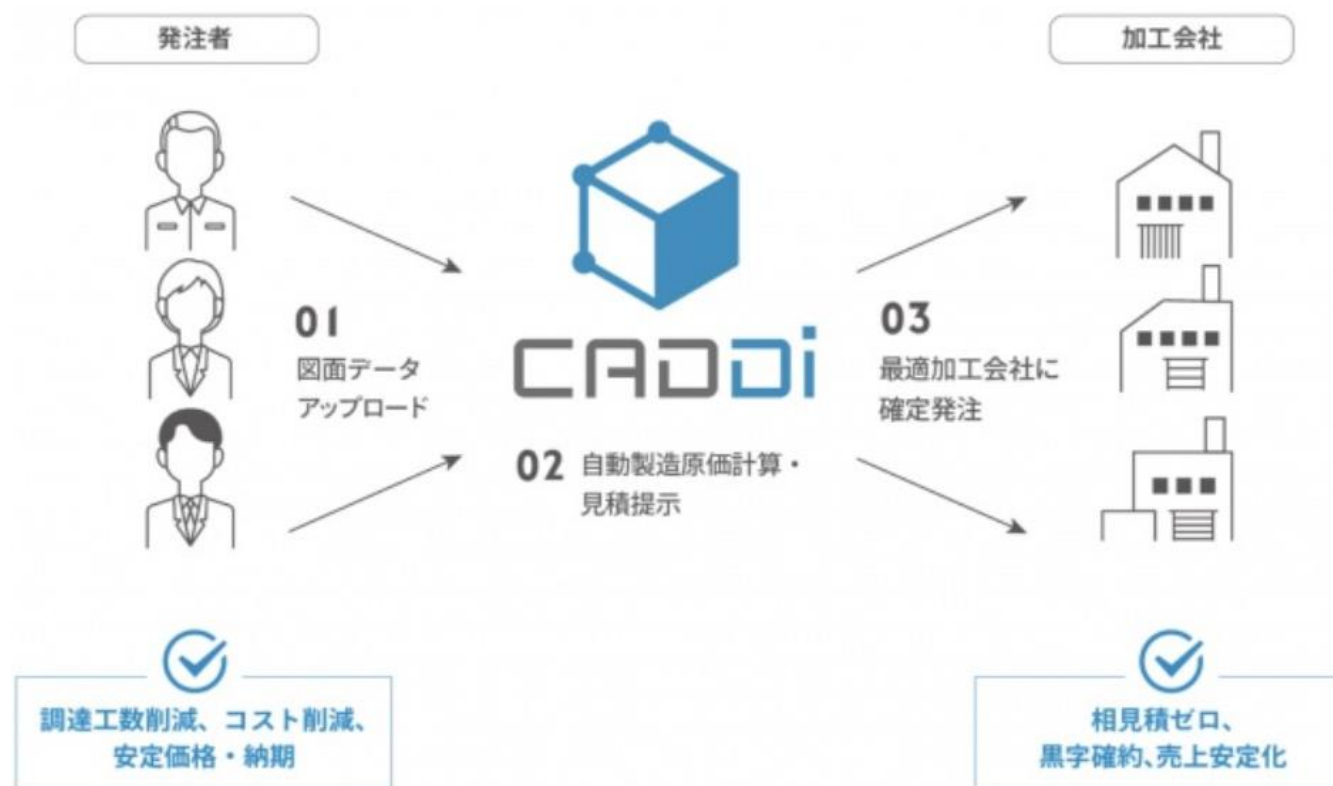 発注者
加工会社
01
図面データ
アップロード
CADDi
02
自動製造原価計算・
見積提示
03
最適加工会社に
確定発注
調達工数削減、コスト削減、
安定価格・納期
相見積ゼロ、
黒字確約、売上安定化